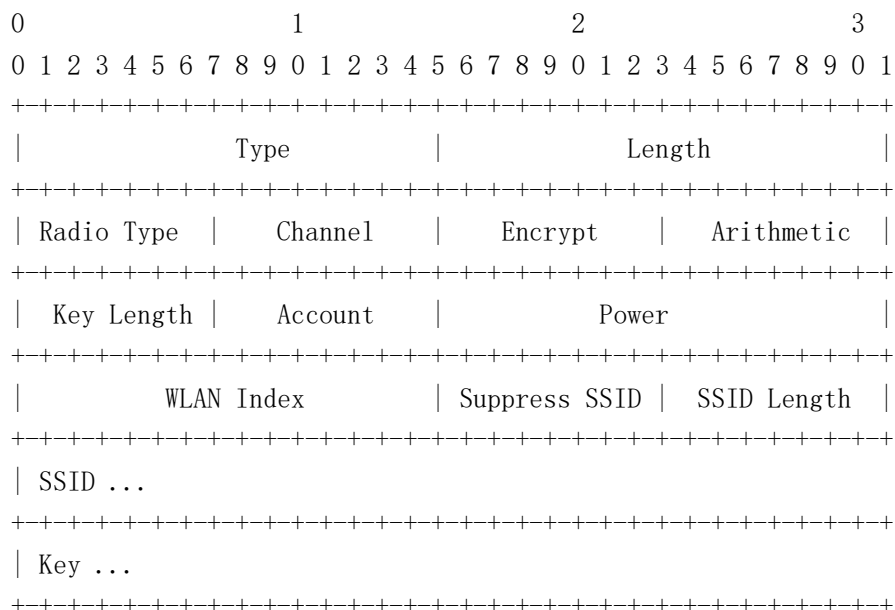 0 1 2 3
0 1 2 3 4 5 6 7 8 9 0 1 2 3 4 5 6 7 8 9 0 1 2 3 4 5 6 7 8 9 0 1
+-+-+-+-+-+-+-+-+-+-+-+-+-+-+-+-+-+-+-+-+-+-+-+-+-+-+-+-+-+-+-+-+
| Type | Length |
+-+-+-+-+-+-+-+-+-+-+-+-+-+-+-+-+-+-+-+-+-+-+-+-+-+-+-+-+-+-+-+-+
| Radio Type | Channel | Encrypt | Arithmetic |
+-+-+-+-+-+-+-+-+-+-+-+-+-+-+-+-+-+-+-+-+-+-+-+-+-+-+-+-+-+-+-+-+
| Key Length | Account | Power |
+-+-+-+-+-+-+-+-+-+-+-+-+-+-+-+-+-+-+-+-+-+-+-+-+-+-+-+-+-+-+-+-+
| WLAN Index | Suppress SSID | SSID Length |
+-+-+-+-+-+-+-+-+-+-+-+-+-+-+-+-+-+-+-+-+-+-+-+-+-+-+-+-+-+-+-+-+
| SSID ...
+-+-+-+-+-+-+-+-+-+-+-+-+-+-+-+-+-+-+-+-+-+-+-+-+-+-+-+-+-+-+-+-+
| Key ...
+-+-+-+-+-+-+-+-+-+-+-+-+-+-+-+-+-+-+-+-+-+-+-+-+-+-+-+-+-+-+-+-+